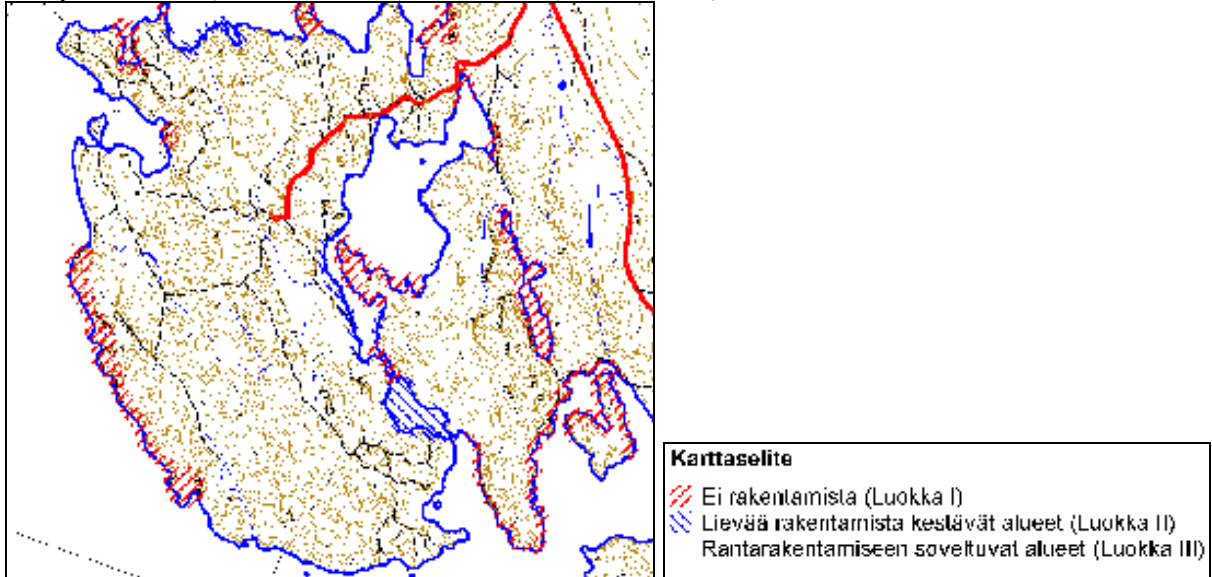 Karttaselite
Ei rakentamista (Luokka I)
Lievää rakentamista kestävät alueet (Luokka II)
Rantarakentamiseen soveltuvat alueet (Luokka III)